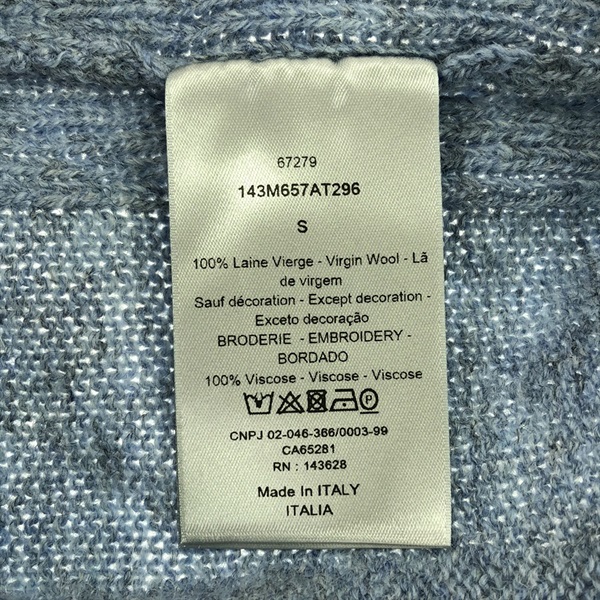 67279
143M657AT296
S
100% Laine Vierge - Virgin Wool - Lã
de virgem
Sauf décoration - Except decoration -
Exceto decoração
BRODERIE - EMBROIDERY -
BORDADO
100% Viscose - Viscose - Viscose
P
CNPJ 02-046-366/0003-99
CA65281
RN : 143628
Made In ITALY
ITALIA